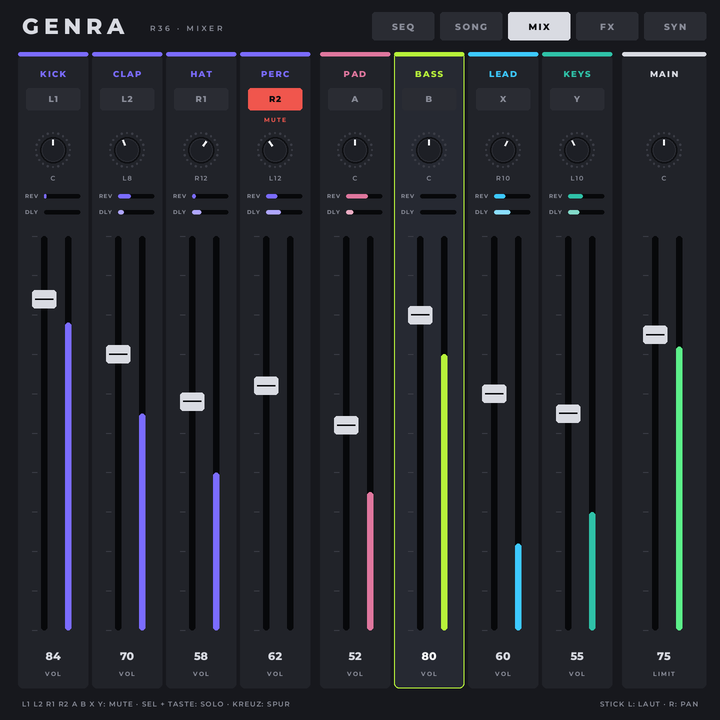 GENRA R36 · MIXER SEQ SONG MIX FX SYN
KICK CLAP HAT PERC PAD BASS LEAD KEYS MAIN
L1 L2 R1 R2 A B X Y
MUTE
C L8 R12 L12 C C R10 L10 C
REV REV REV REV REV REV REV REV
DLY DLY DLY DLY DLY DLY DLY DLY
84 70 58 62 52 80 60 55 75
VOL VOL VOL VOL VOL VOL VOL VOL LIMIT
L1 L2 R1 R2 A B X Y: MUTE · SEL + TASTE: SOLO · KREUZ: SPUR STICK L: LAUT · R: PAN